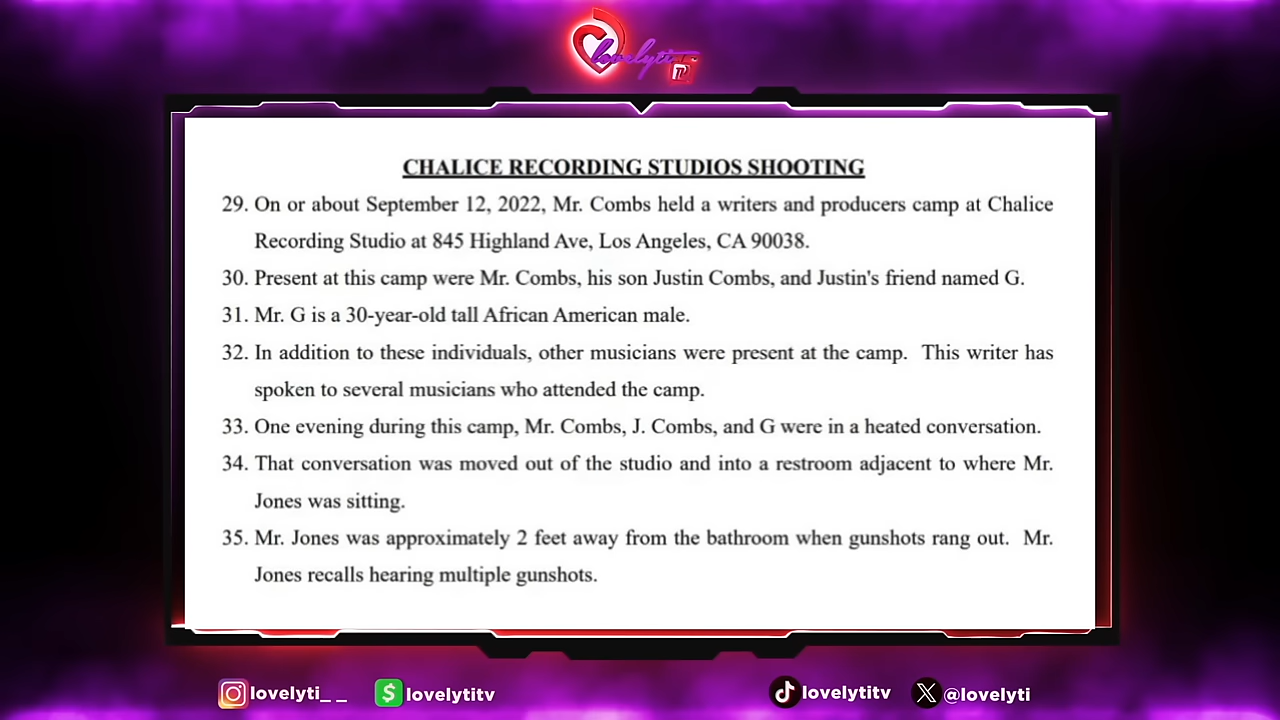 lovelyti
TV
CHALICE RECORDING STUDIOS SHOOTING
29. On or about September 12, 2022, Mr. Combs held a writers and producers camp at Chalice
Recording Studio at 845 Highland Ave, Los Angeles, CA 90038.
30. Present at this camp were Mr. Combs, his son Justin Combs, and Justin's friend named G.
31. Mr. G is a 30-year-old tall African American male.
32. In addition to these individuals, other musicians were present at the camp.  This writer has
spoken to several musicians who attended the camp.
33. One evening during this camp, Mr. Combs, J. Combs, and G were in a heated conversation.
34. That conversation was moved out of the studio and into a restroom adjacent to where Mr.
Jones was sitting.
35. Mr. Jones was approximately 2 feet away from the bathroom when gunshots rang out.  Mr.
Jones recalls hearing multiple gunshots.
lovelyti_ _
$ lovelytitv
lovelytitv
X @lovelyti